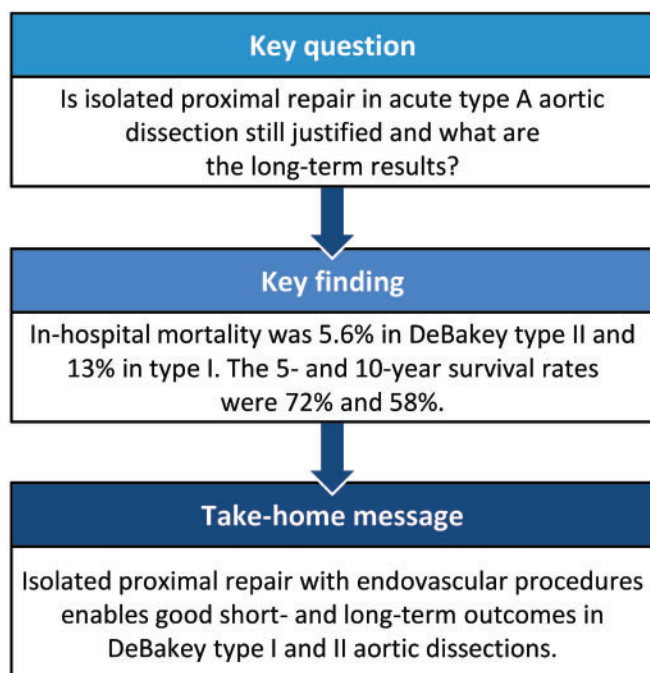 Key question
Is isolated proximal repair in acute type A aortic
dissection still justified and what are
the long-term results?
Key finding
In-hospital mortality was 5.6% in DeBakey type II and
13% in type I. The 5- and 10-year survival rates
were 72% and 58%.
Take-home message
Isolated proximal repair with endovascular procedures
enables good short- and long-term outcomes in
DeBakey type I and II aortic dissections.